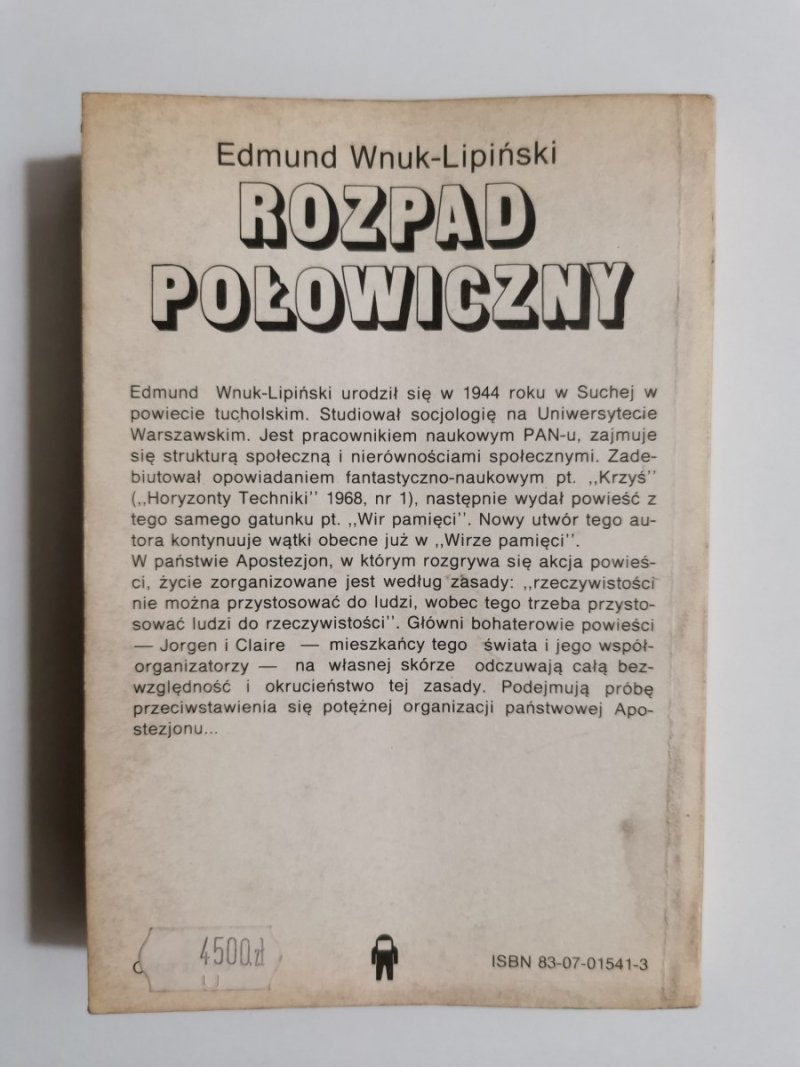 Edmund Wnuk-Lipiński
ROZPAD
POŁOWICZNY
Edmund Wnuk-Lipiński urodził się w 1944 roku w Suchej w
powiecie tucholskim. Studiował socjologię na Uniwersytecie
Warszawskim. Jest pracownikiem naukowym PAN-u, zajmuje
się strukturą społeczną i nierównościami społecznymi. Zade-
biutował opowiadaniem fantastyczno-naukowym pt. ,,Krzyś''
(,,Horyzonty Techniki'' 1968, nr 1), następnie wydał powieść z
tego samego gatunku pt. ,,Wir pamięci''. Nowy utwór tego au-
tora kontynuuje wątki obecne już w ,,Wirze pamięci''.
W państwie Apostezjon, w którym rozgrywa się akcja powieś-
ci, życie zorganizowane jest według zasady: ,,rzeczywistości
nie można przystosować do ludzi, wobec tego trzeba przysto-
sować ludzi do rzeczywistości''. Główni bohaterowie powieści
— Jorgen i Claire — mieszkańcy tego świata i jego współ-
organizatorzy — na własnej skórze odczuwają całą bez-
względność i okrucieństwo tej zasady. Podejmują próbę
przeciwstawienia się potężnej organizacji państwowej Apo-
stezjonu...
4500zł
ISBN 83-07-01541-3